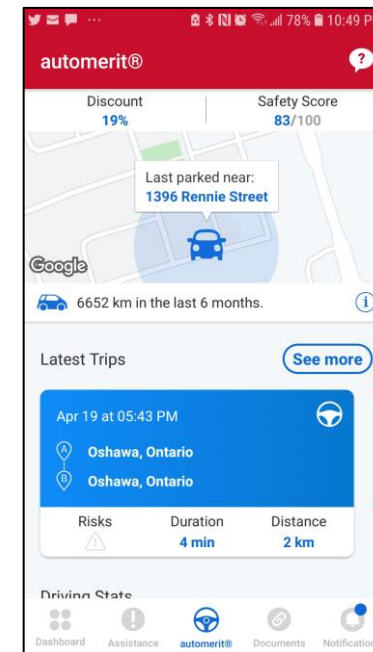 ... 78% 10:49 P
automerit®
?
Discount
19%
Safety Score
83/100
Last parked near:
1396 Rennie Street
Google
6652 km in the last 6 months.
i
Latest Trips
See more
Apr 19 at 05:43 PM
A Oshawa, Ontario
B Oshawa, Ontario
Risks
Duration
4 min
Distance
2 km
Driving Stats
Dashboard
Assistance
automerit®
Documents
Notification